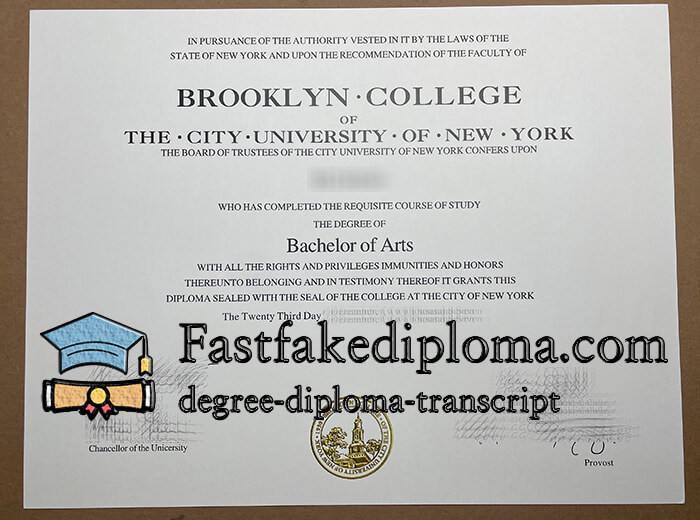 IN PURSUANCE OF THE AUTHORITY VESTED IN IT BY THE LAWS OF THE
STATE OF NEW YORK AND UPON THE RECOMMENDATION OF THE FACULTY OF
BROOKLYN·COLLEGE
OF
THE·CITY·UNIVERSITY·OF·NEW·YORK
THE BOARD OF TRUSTEES OF THE CITY UNIVERSITY OF NEW YORK CONFERS UPON
WHO HAS COMPLETED THE REQUISITE COURSE OF STUDY
THE DEGREE OF
Bachelor of Arts
WITH ALL THE RIGHTS AND PRIVILEGES IMMUNITIES AND HONORS
THEREUNTO BELONGING AND IN TESTIMONY THEREOF IT GRANTS THIS
DIPLOMA SEALED WITH THE SEAL OF THE COLLEGE AT THE CITY OF NEW YORK
The Twenty Third Day
Fastfakediploma.com
degree-diploma-transcript
Chancellor of the University
Provost